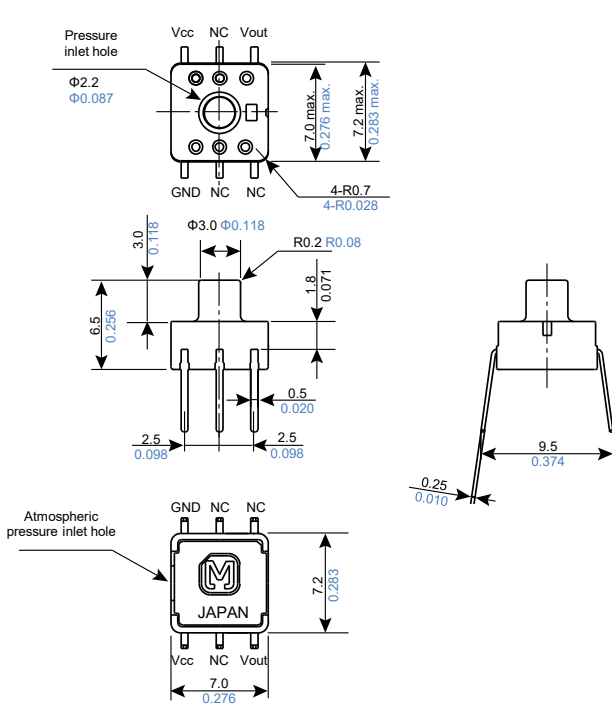 Vcc NC Vout
Pressure
inlet hole
Φ2.2
Φ0.087
7.0 max.
0.276 max.
7.2 max.
0.283 max.
GND NC NC
4-R0.7
4-R0.028
3.0
0.118
Φ3.0 Φ0.118
R0.2 R0.08
1.8
0.071
6.5
0.256
0.5
0.020
2.5
0.098
2.5
0.098
9.5
0.374
0.25
0.010
GND NC NC
Atmospheric
pressure inlet hole
M
JAPAN
7.2
0.283
Vcc NC Vout
7.0
0.276